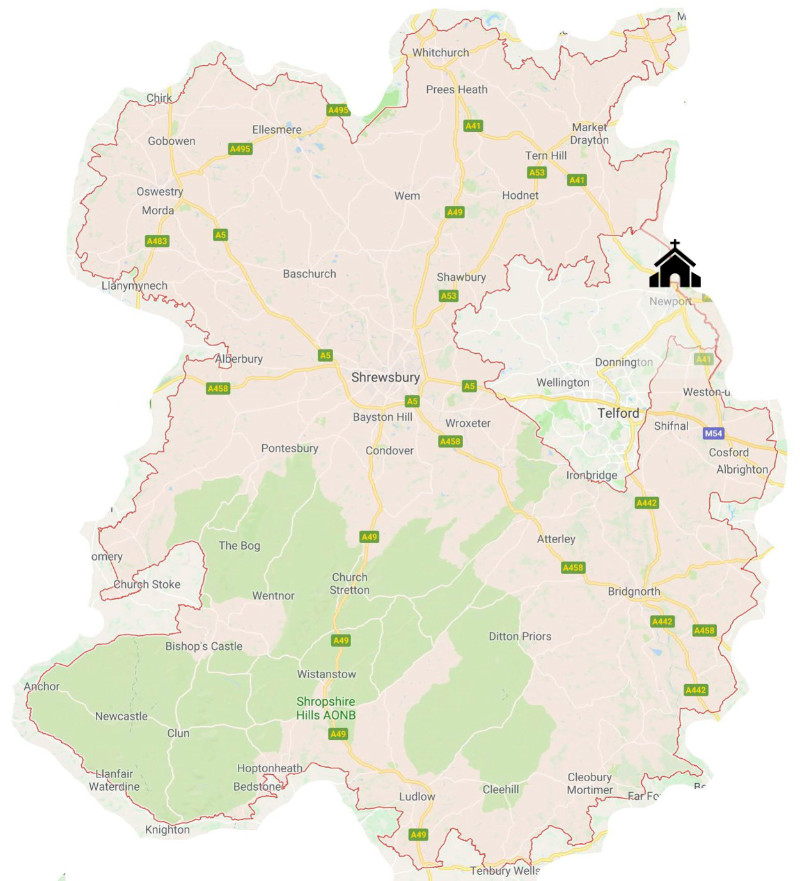 M
Whitchurch
Prees Heath
Chirk
A495
Ellesmere
A41
Market
Drayton
Gobowen
A495
Tern Hill
A53
A41
Oswestry
Wem
Hodnet
Morda
A49
A5
A483
Baschurch
Shawbury
Llanymynech
A53
Newport
Alberbury
A5
A41
Donnington
Shrewsbury
Wellington
A458
A5
Weston-u
A5
Bayston Hill
Telford
Wroxeter
Shifnal
M54
A458
Pontesbury
Condover
Cosford
Albrighton
Ironbridge
A442
A49
Atterley
The Bog
omery
A458
Church Stoke
Church
Stretton
Wentnor
Bridgnorth
A442
A458
Ditton Priors
A49
Bishop's Castle
Wistanstow
Anchor
A442
Shropshire
Hills AONB
Newcastle
Clun
A49
Hoptonheath
Llanfair
Waterdine
Bedstone
Cleobury
Mortimer
Cleehill
Ludlow
Far Fo
Knighton
A49
Tenbury Wells